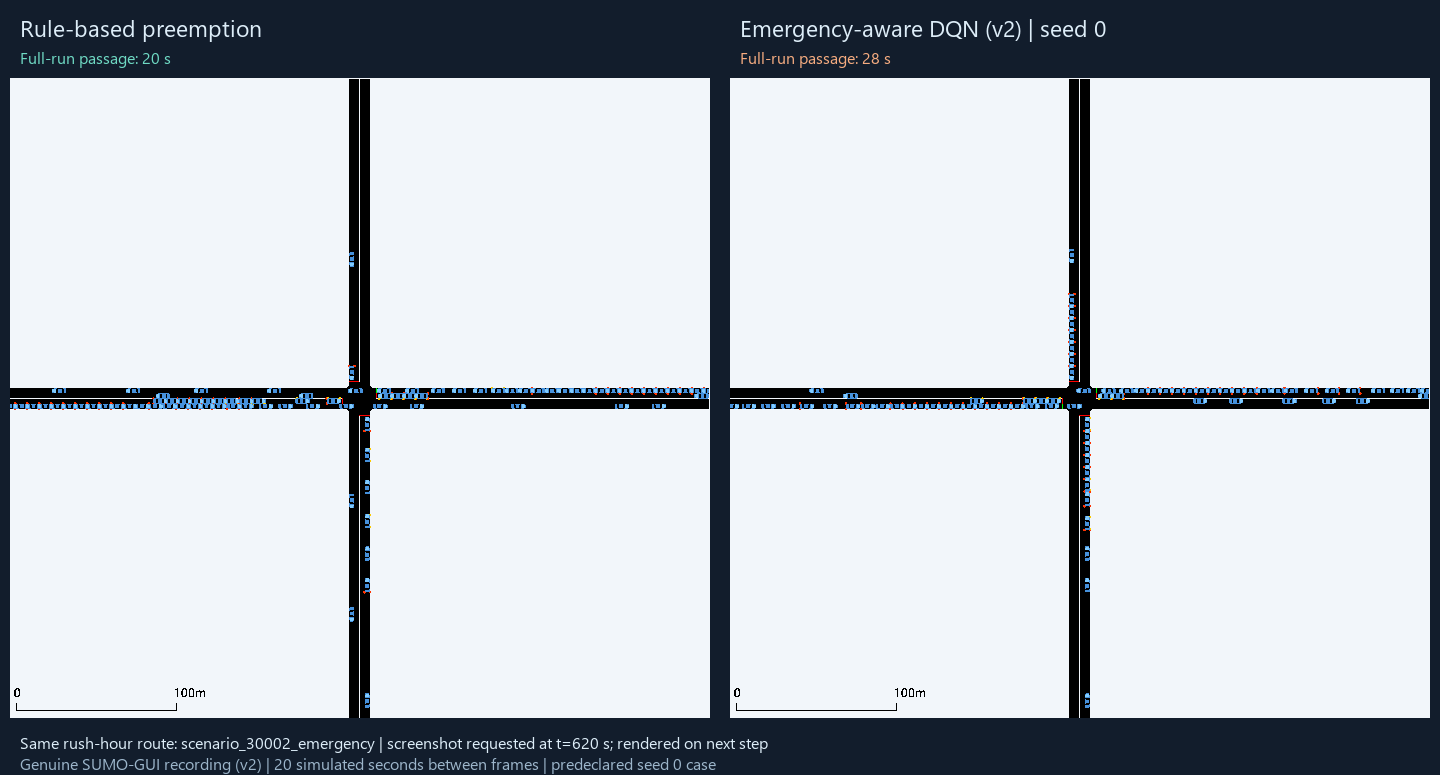 Rule-based preemption
Full-run passage: 20 s
Emergency-aware DQN (v2) | seed 0
Full-run passage: 28 s
0 100m
0 100m
Same rush-hour route: scenario_30002_emergency | screenshot requested at t=620 s; rendered on next step
Genuine SUMO-GUI recording (v2) | 20 simulated seconds between frames | predeclared seed 0 case